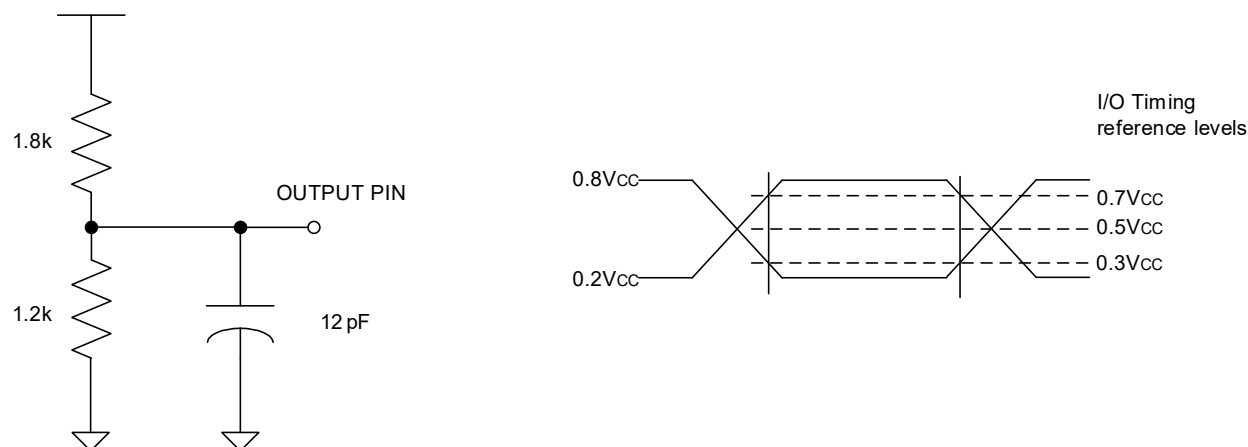 1.8k
OUTPUT PIN
1.2k
12 pF
I/O Timing
reference levels
0.8VCC
0.7VCC
0.5VCC
0.3VCC
0.2VCC